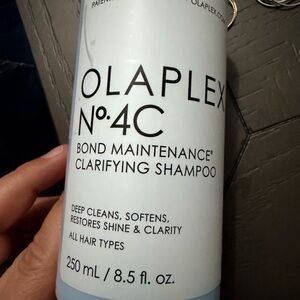 OLAPLEX
Nº.4C
BOND MAINTENANCE®
CLARIFYING SHAMPOO
DEEP CLEANS, SOFTENS,
RESTORES SHINE & CLARITY
ALL HAIR TYPES
250 mL / 8.5 fl. oz.